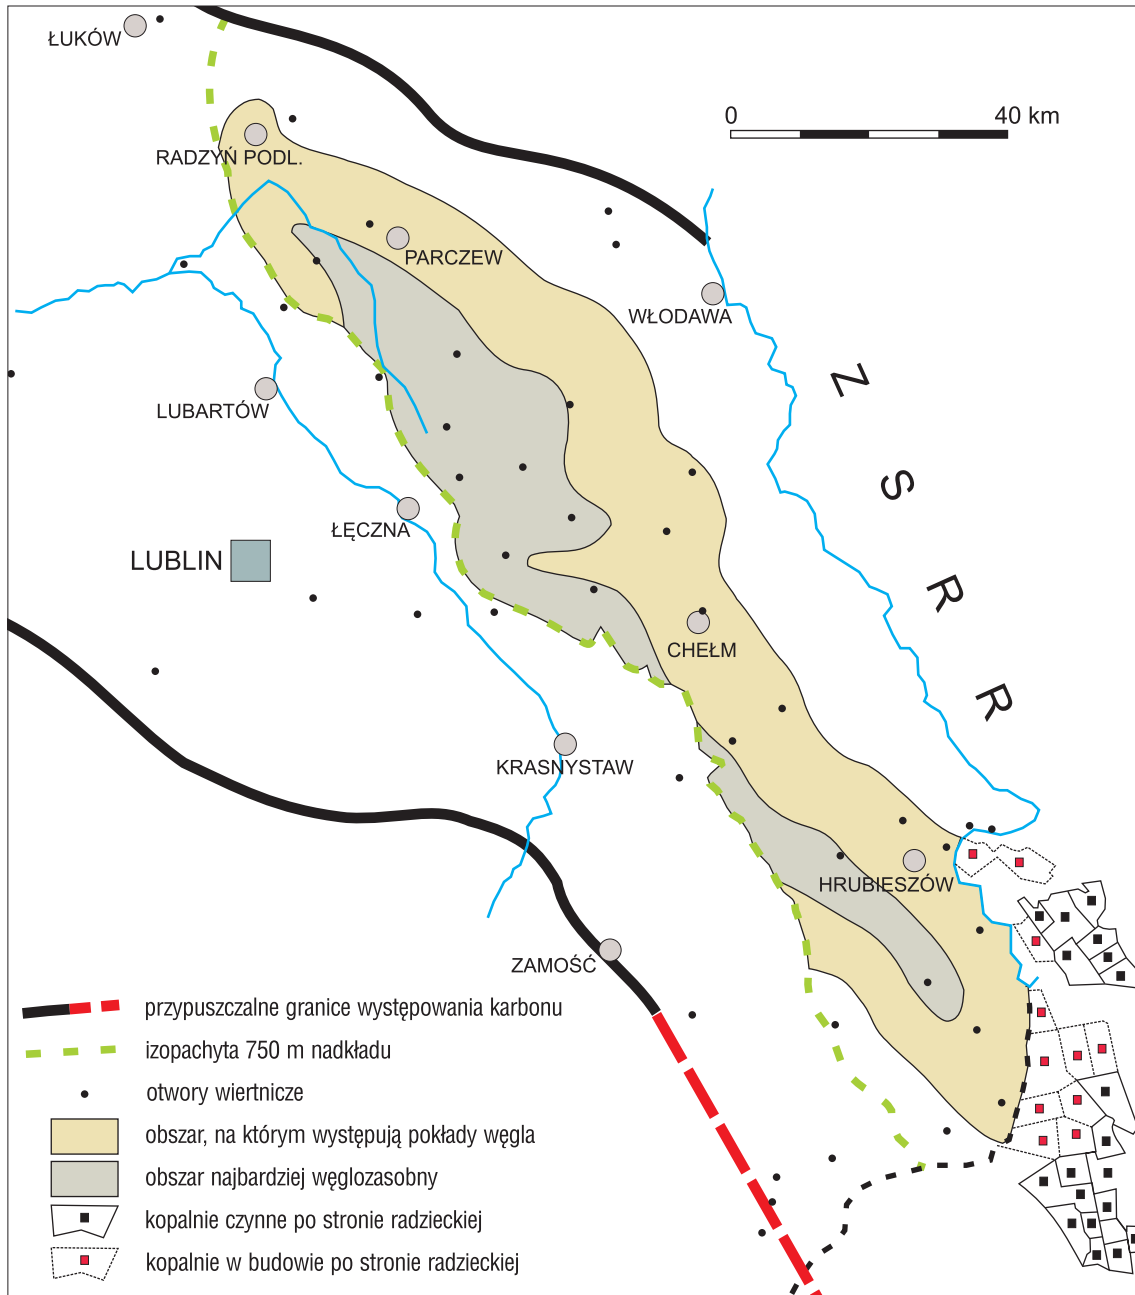 ŁUKÓW
0 40 km
RADZYŃ PODL.
PARCZEW
WŁODAWA
Z S R R
LUBARTÓW
ŁĘCZNA
LUBLIN
CHEŁM
KRASNYSTAW
HRUBIESZÓW
ZAMOŚĆ
przypuszczalne granice występowania karbonu
izopachyta 750 m nadkładu
otwory wiertnicze
obszar, na którym występują pokłady węgla
obszar najbardziej węglozasobny
kopalnie czynne po stronie radzieckiej
kopalnie w budowie po stronie radzieckiej